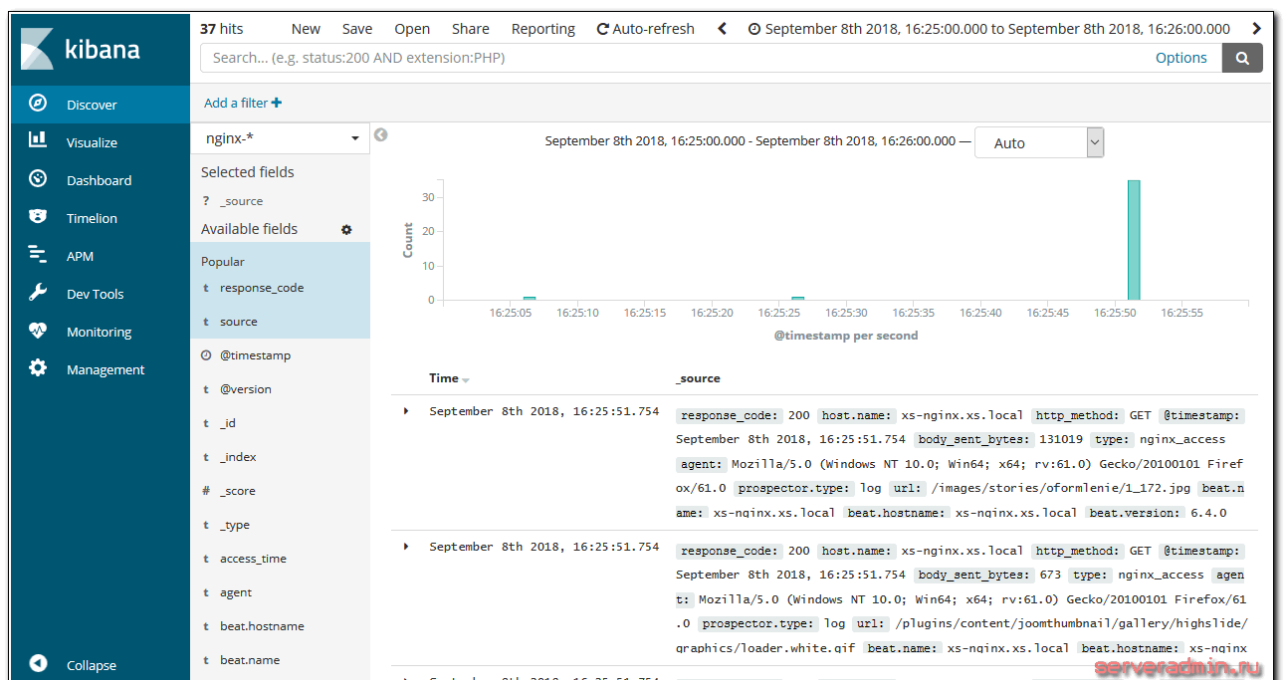 kibana
Discover
Visualize
Dashboard
Timelion
APM
Dev Tools
Monitoring
Management
Collapse
37 hits New Save Open Share Reporting Auto-refresh September 8th 2018, 16:25:00.000 to September 8th 2018, 16:26:00.000
Search... (e.g. status:200 AND extension:PHP) Options
Add a filter +
nginx-*
Selected fields
? _source
Available fields
Popular
t response_code
t source
@timestamp
t @version
t _id
t _index
# _score
t _type
t access_time
t agent
t beat.hostname
t beat.name
September 8th 2018, 16:25:00.000 - September 8th 2018, 16:26:00.000 — Auto
Count
30
20
10
0
16:25:05 16:25:10 16:25:15 16:25:20 16:25:25 16:25:30 16:25:35 16:25:40 16:25:45 16:25:50 16:25:55
@timestamp per second
Time _source
September 8th 2018, 16:25:51.754 response_code: 200 host.name: xs-nginx.xs.local http_method: GET @timestamp:
September 8th 2018, 16:25:51.754 body_sent_bytes: 131019 type: nginx_access
agent: Mozilla/5.0 (Windows NT 10.0; Win64; x64; rv:61.0) Gecko/20100101 Firef
ox/61.0 prospector.type: log url: /images/stories/oformlenie/1_172.jpg beat.n
ame: xs-nginx.xs.local beat.hostname: xs-nginx.xs.local beat.version: 6.4.0
September 8th 2018, 16:25:51.754 response_code: 200 host.name: xs-nginx.xs.local http_method: GET @timestamp:
September 8th 2018, 16:25:51.754 body_sent_bytes: 673 type: nginx_access agen
t: Mozilla/5.0 (Windows NT 10.0; Win64; x64; rv:61.0) Gecko/20100101 Firefox/61
.0 prospector.type: log url: /plugins/content/joomthumbnail/gallery/highslide/
graphics/loader.white.gif beat.name: xs-nginx.xs.local beat.hostname: xs-nginx
serveradmin.ru